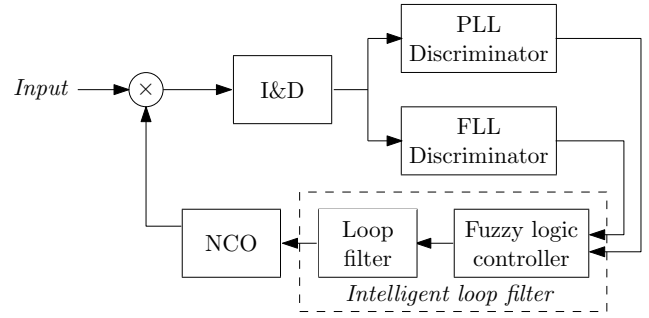 PLL
Discriminator
Input
×
I&D
FLL
Discriminator
NCO
Loop
filter
Fuzzy logic
controller
Intelligent loop filter